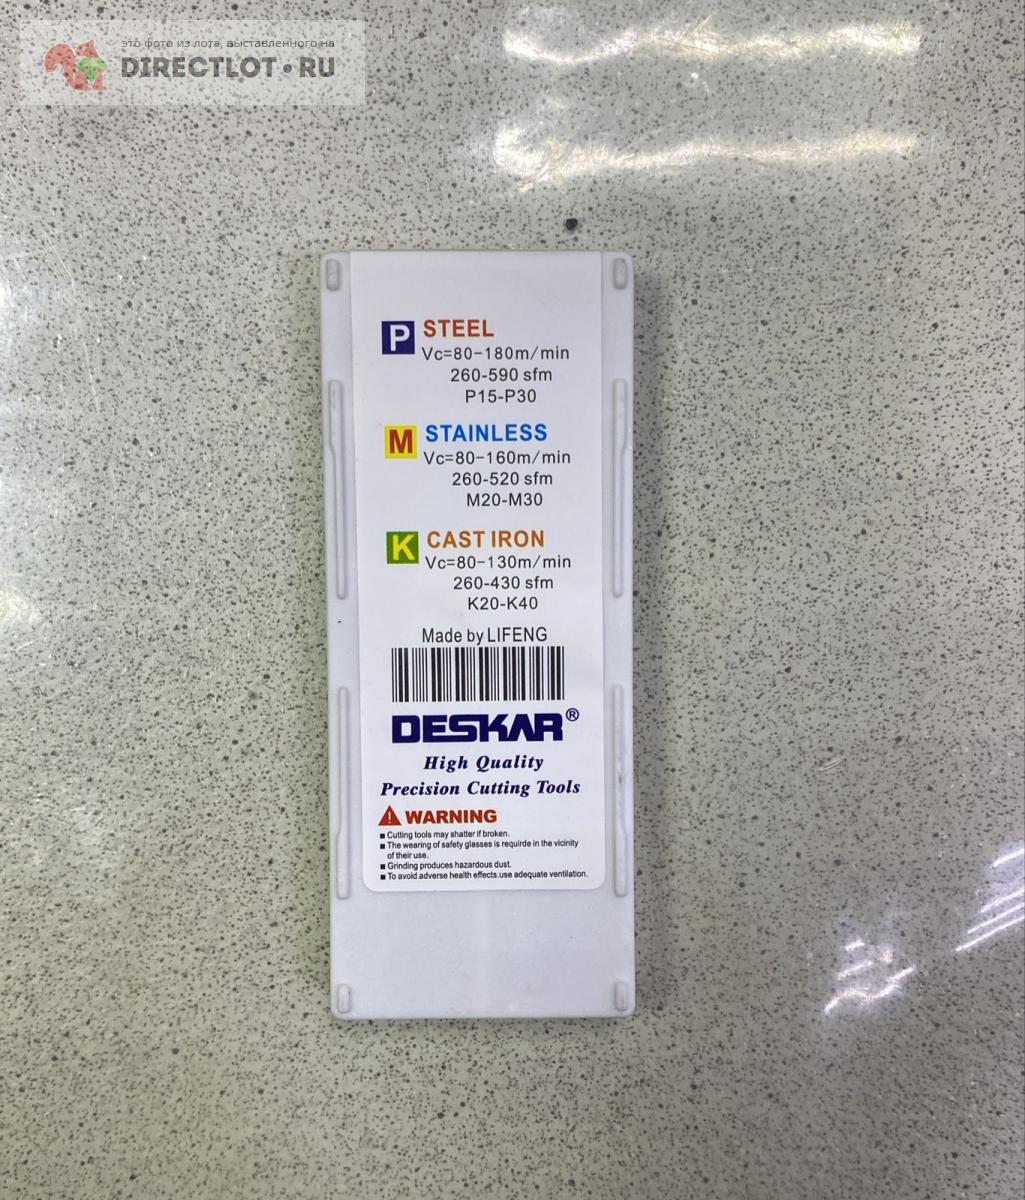 это фото из лота, выставленного на
DIRECTLOT • RU
P STEEL
Vc=80-180m/min
260-590 sfm
P15-P30
M STAINLESS
Vc=80-160m/min
260-520 sfm
M20-M30
K CAST IRON
Vc=80-130m/min
260-430 sfm
K20-K40
Made by LIFENG
DESKAR®
High Quality
Precision Cutting Tools
WARNING
■ Cutting tools may shatter if broken.
■ The wearing of safety glasses is requirde in the vicinity
of their use.
■ Grinding produces hazardous dust.
■ To avoid adverse health effects.use adequate ventilation.